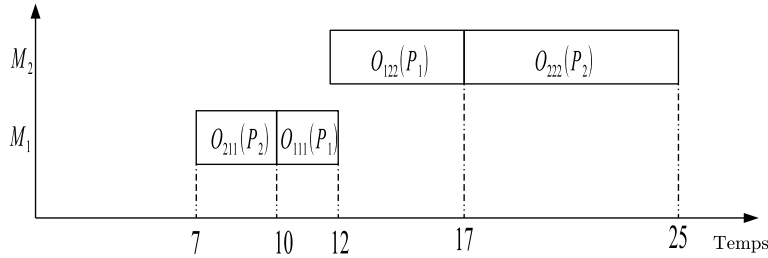 M₂ O₁₂₂(P₁) O₂₂₂(P₂)
M₁ O₂₁₁(P₂) O₁₁₁(P₁)
7 10 12 17 25 Temps